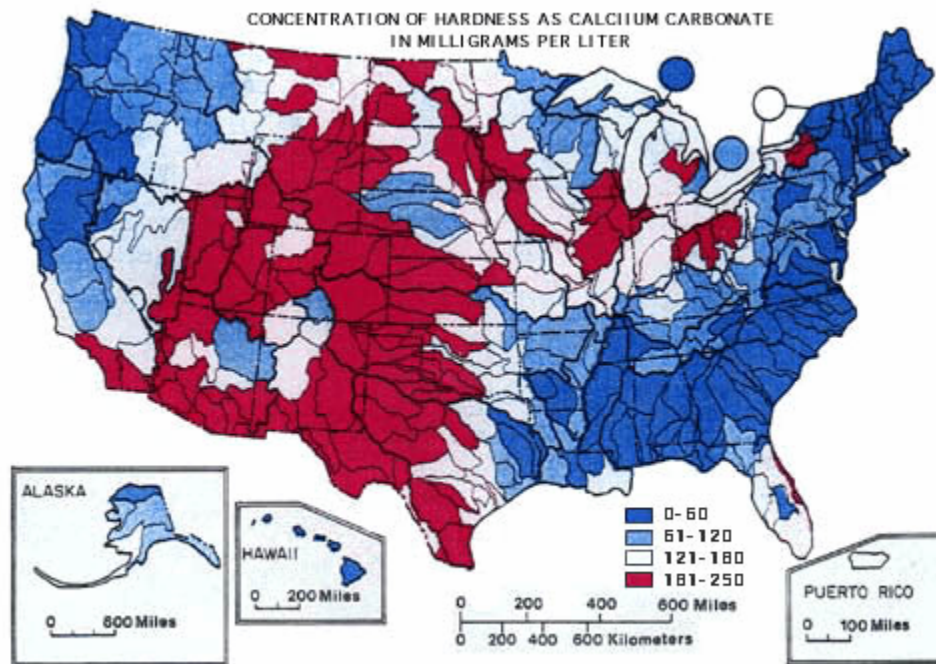 CONCENTRATION OF HARDNESS AS CALCIIUM CARBONATE
IN MILLIGRAMS PER LITER
ALASKA
0 600 Miles
HAWAII
0 200 Miles
0-60
61-120
121-180
181-250
0 200 400 600 Miles
0 200 400 600 Kilometers
PUERTO RICO
0 100 Miles